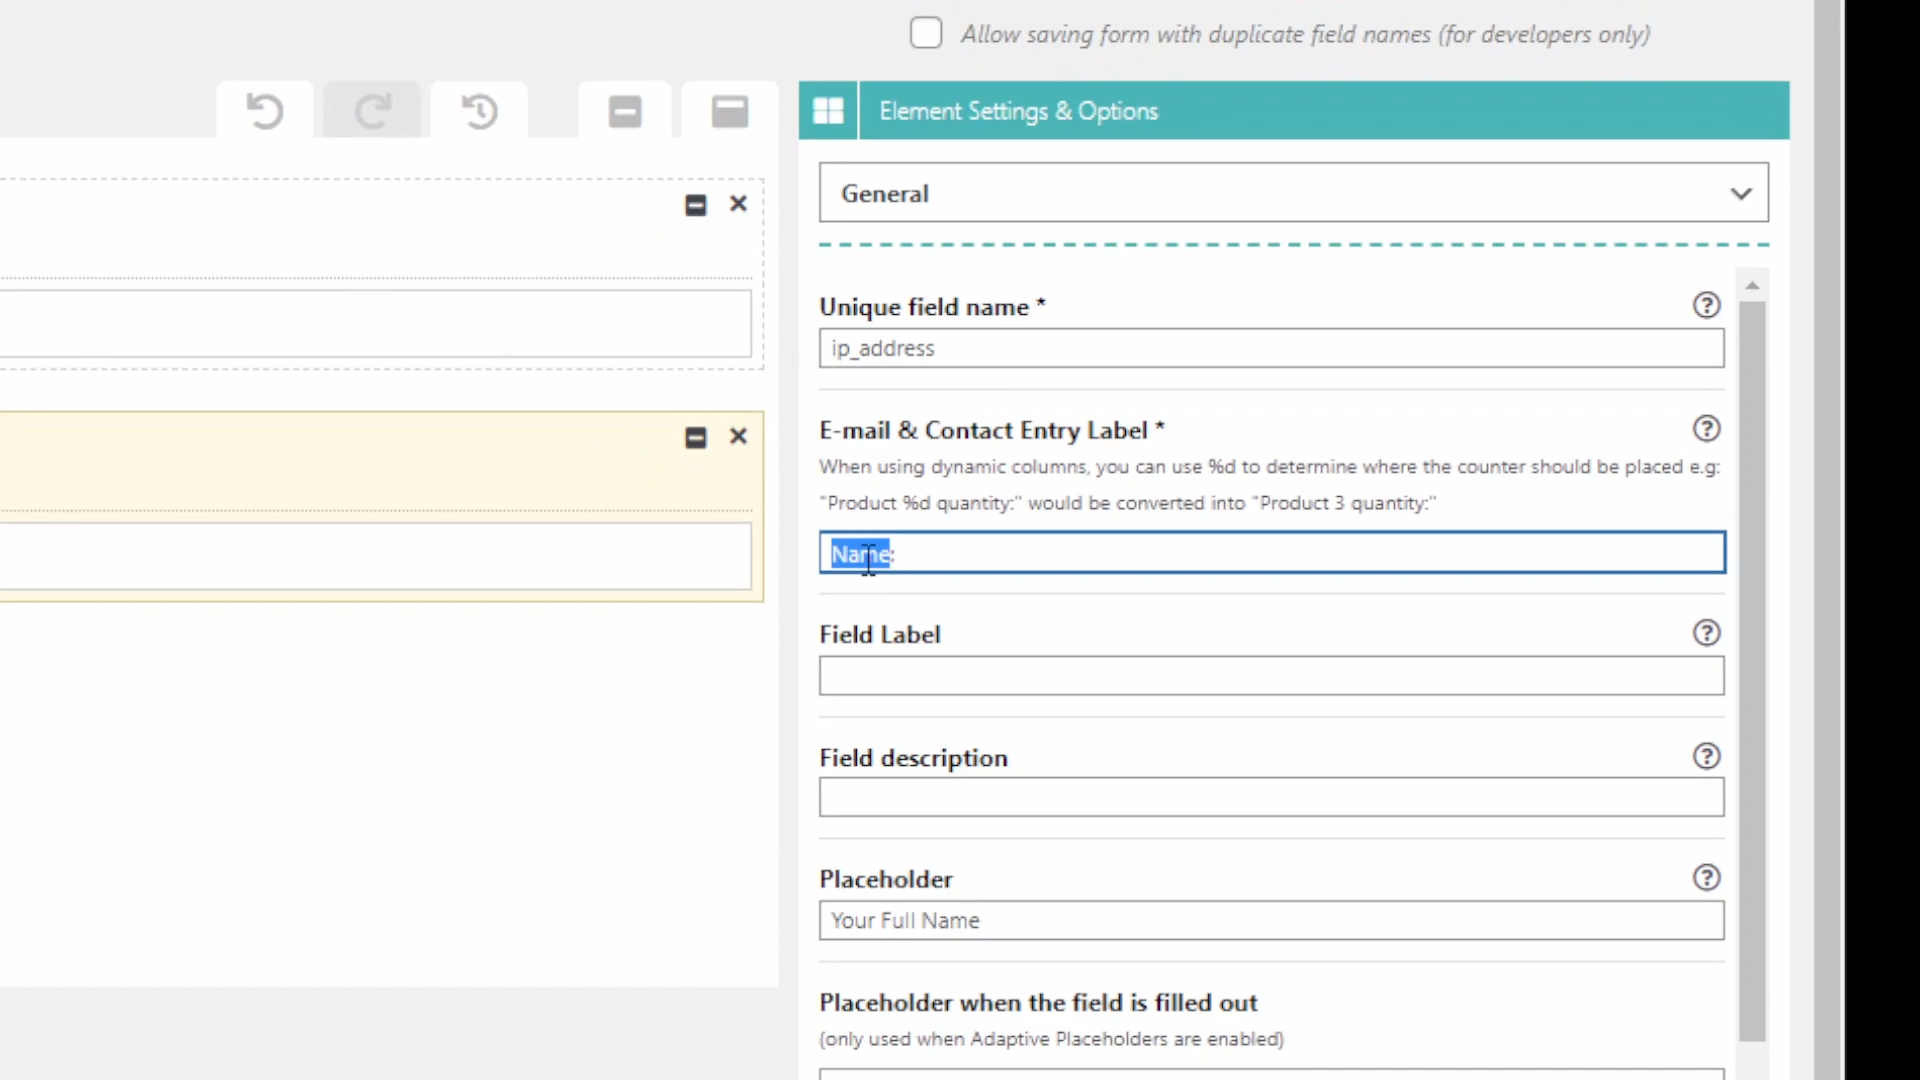 Allow saving form with duplicate field names (for developers only)
Element Settings & Options
General
Unique field name *
ip_address
E-mail & Contact Entry Label *
When using dynamic columns, you can use %d to determine where the counter should be placed e.g:
"Product %d quantity:" would be converted into "Product 3 quantity:"
Name:
Field Label
Field description
Placeholder
Your Full Name
Placeholder when the field is filled out
(only used when Adaptive Placeholders are enabled)